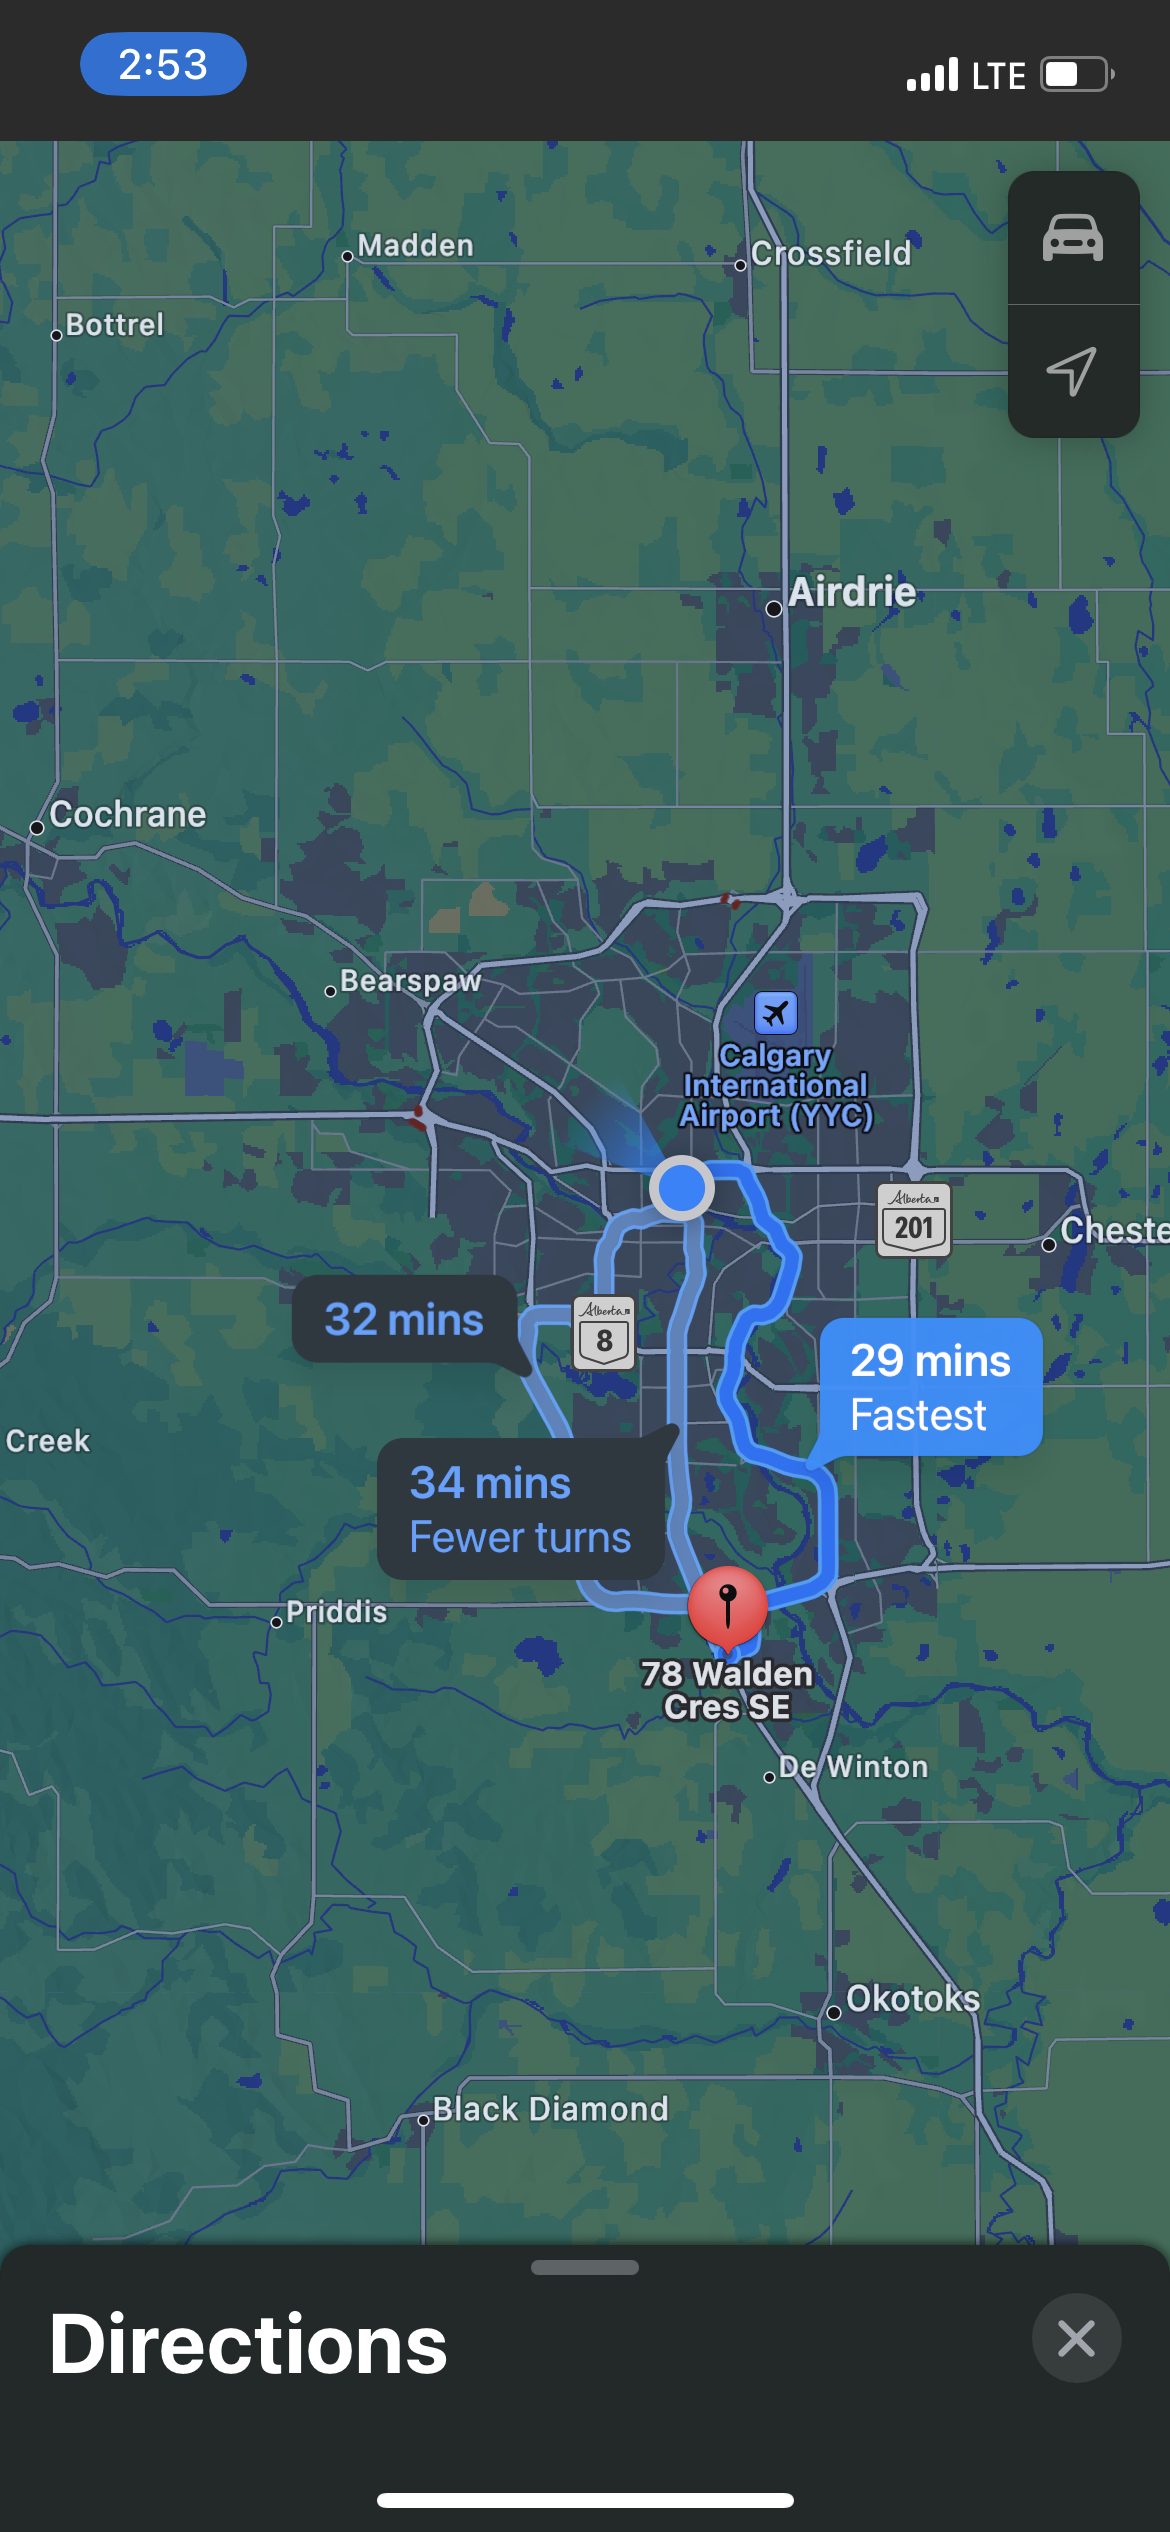 2:53
LTE
Madden
Crossfield
Bottrel
Airdrie
Cochrane
Bearspaw
Calgary
International
Airport (YYC)
Alberta
201
Cheste
32 mins
Alberta
8
29 mins
Fastest
Creek
34 mins
Fewer turns
Priddis
78 Walden
Cres SE
De Winton
Okotoks
Black Diamond
Directions